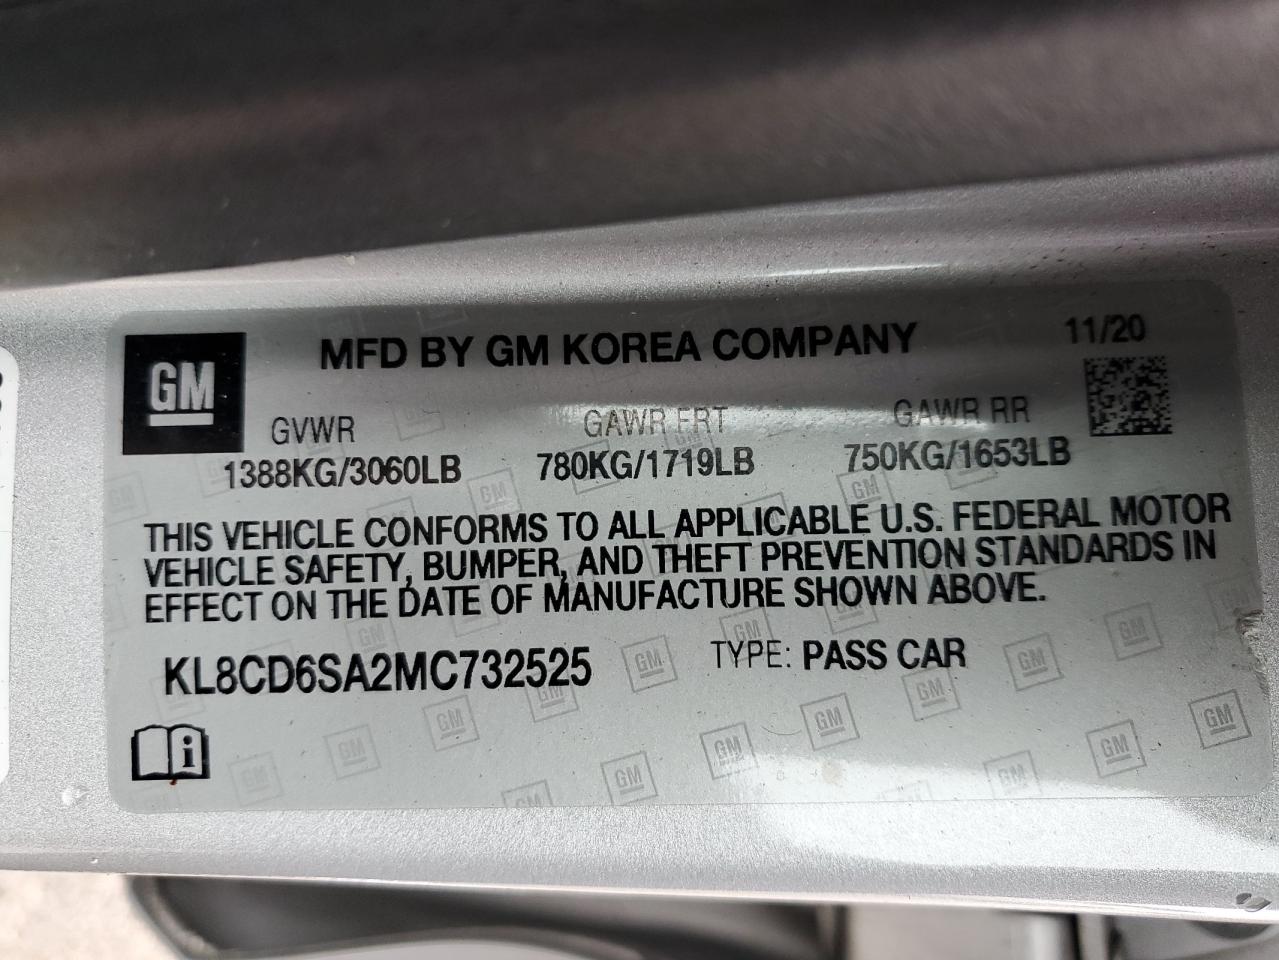 GM
MFD BY GM KOREA COMPANY
11/20
GVWR GAWR FRT GAWR RR
1388KG/3060LB 780KG/1719LB 750KG/1653LB
THIS VEHICLE CONFORMS TO ALL APPLICABLE U.S. FEDERAL MOTOR
VEHICLE SAFETY, BUMPER, AND THEFT PREVENTION STANDARDS IN
EFFECT ON THE DATE OF MANUFACTURE SHOWN ABOVE.
KL8CD6SA2MC732525 TYPE: PASS CAR